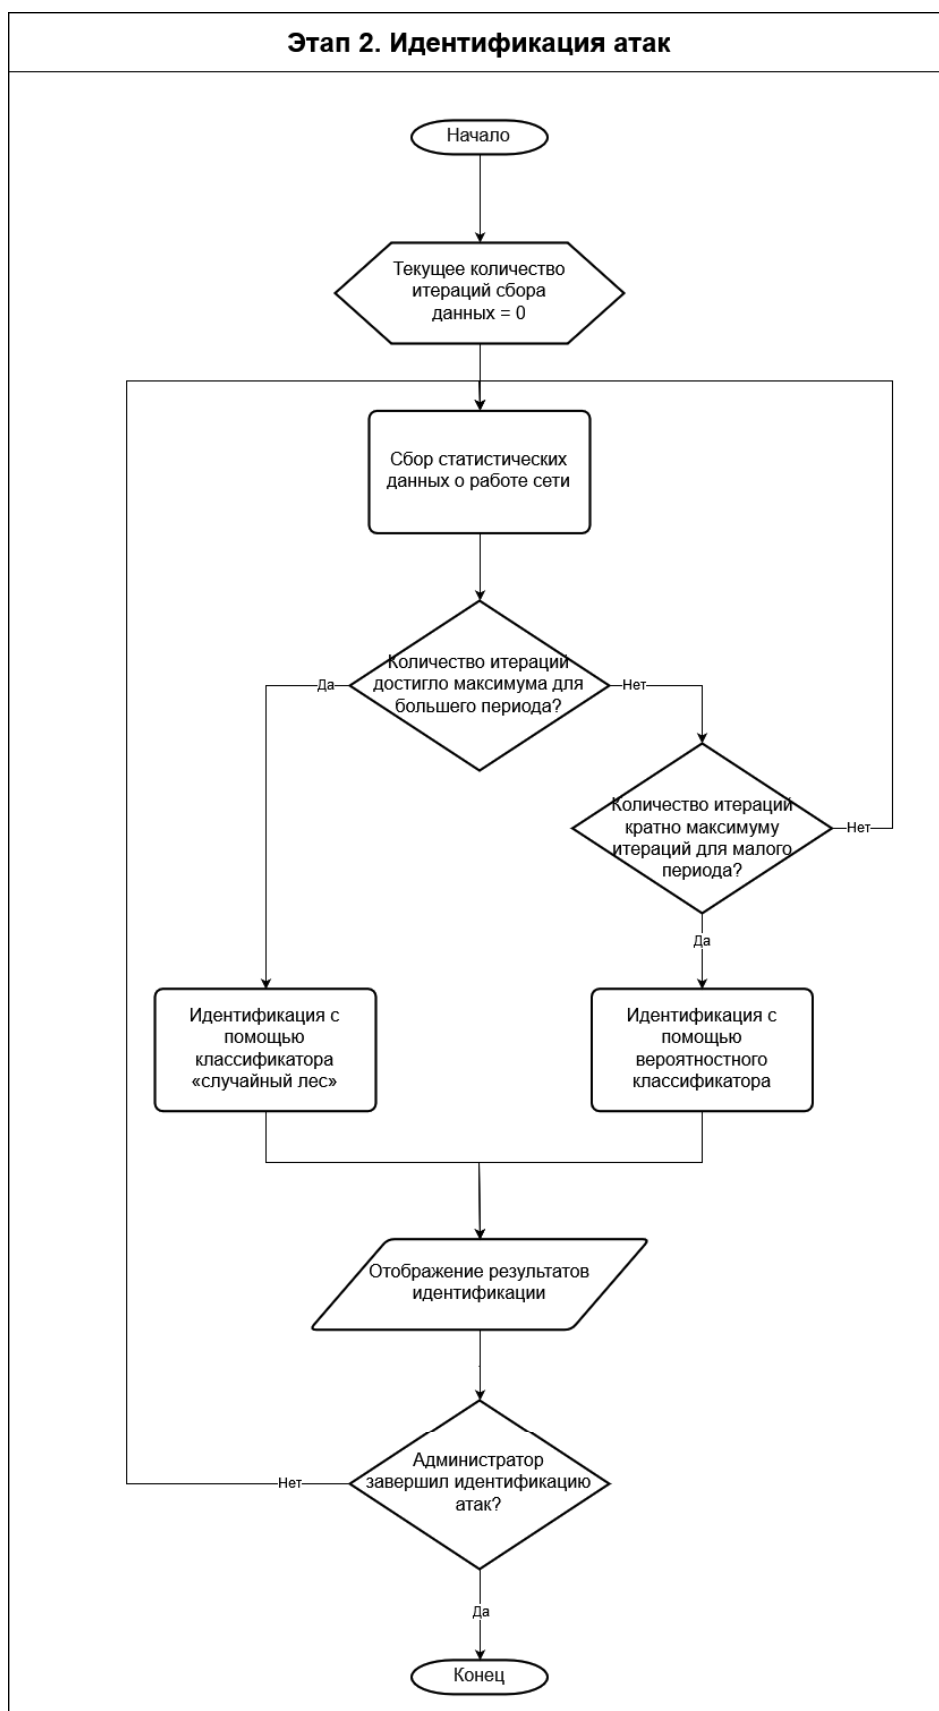 Этап 2. Идентификация атак
Начало
Текущее количество
итераций сбора
данных = 0
Сбор статистических
данных о работе сети
Количество итераций
достигло максимума для
большего периода?
Да
Нет
Количество итераций
кратно максимуму
итераций для малого
периода?
Нет
Да
Идентификация с
помощью
классификатора
«случайный лес»
Идентификация с
помощью
вероятностного
классификатора
Отображение результатов
идентификации
Администратор
завершил идентификацию
атак?
Нет
Да
Конец